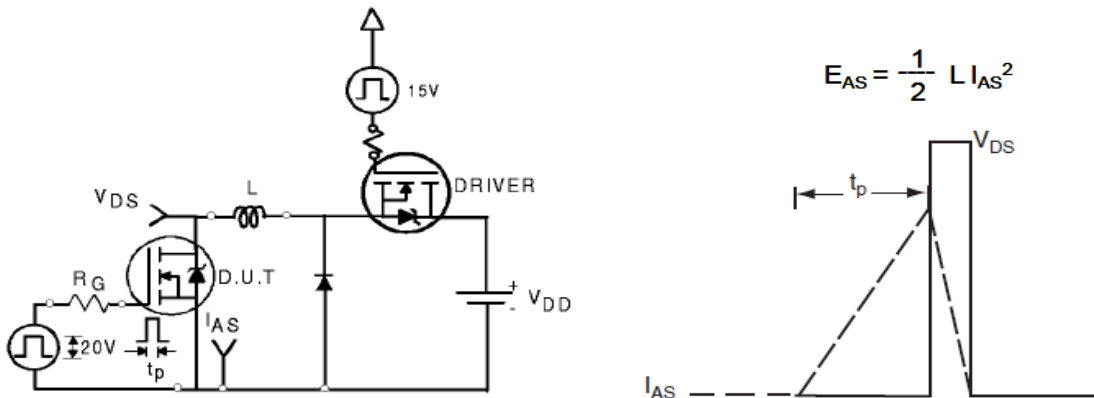 15V
DRIVER
L
VDS
RG
D.U.T
IAS
20V
tp
+
-
VDD
EAS = 1/2 L IAS²
VDS
tp
IAS